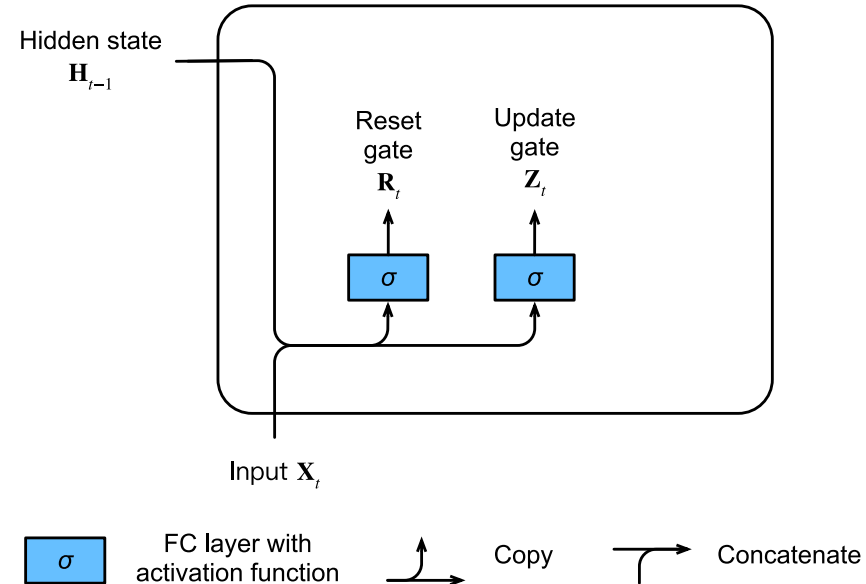 Hidden state
H_{t−1}
Reset
gate
R_t
Update
gate
Z_t
σ
σ
Input X_t
σ
FC layer with
activation function
Copy
Concatenate